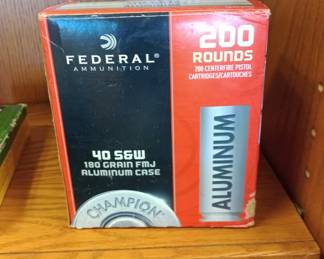 FEDERAL
AMMUNITION
®
200
ROUNDS
200 CENTERFIRE PISTOL
CARTRIDGES/CARTOUCHES
40 S&W
180 GRAIN FMJ
ALUMINUM CASE
CHAMPION
ALUMINUM